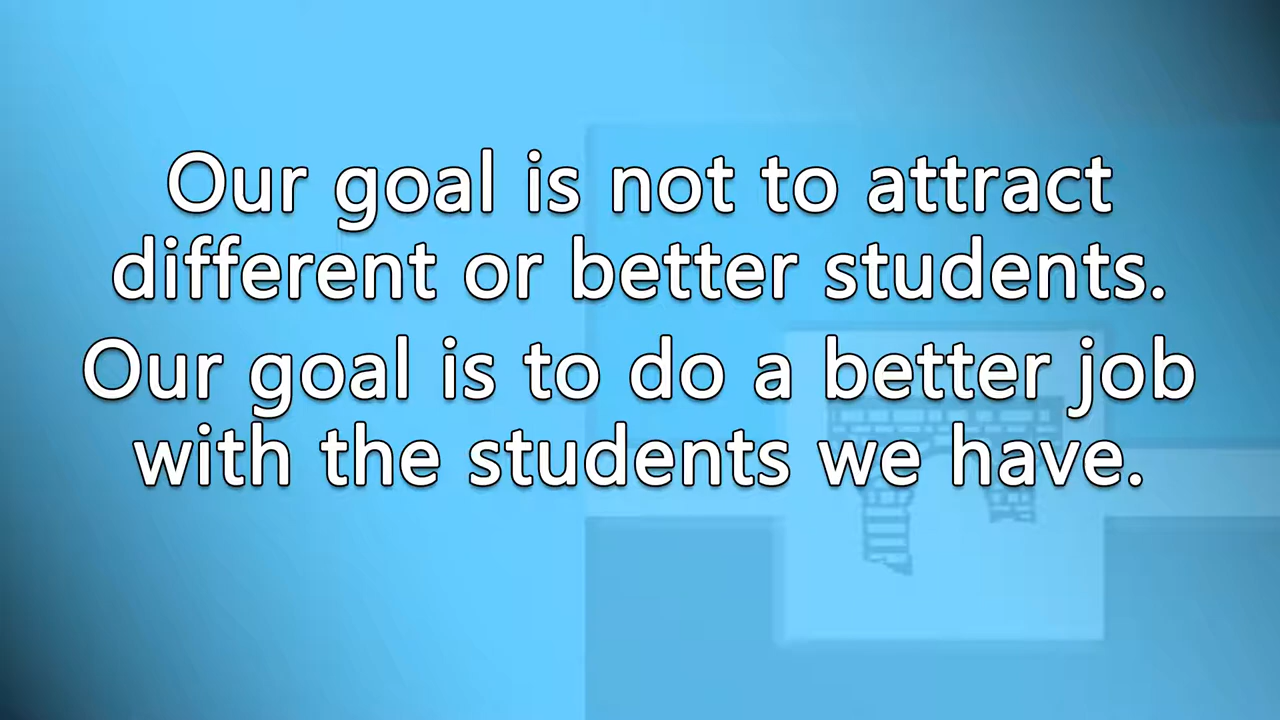 Our goal is not to attract
different or better students.
Our goal is to do a better job
with the students we have.